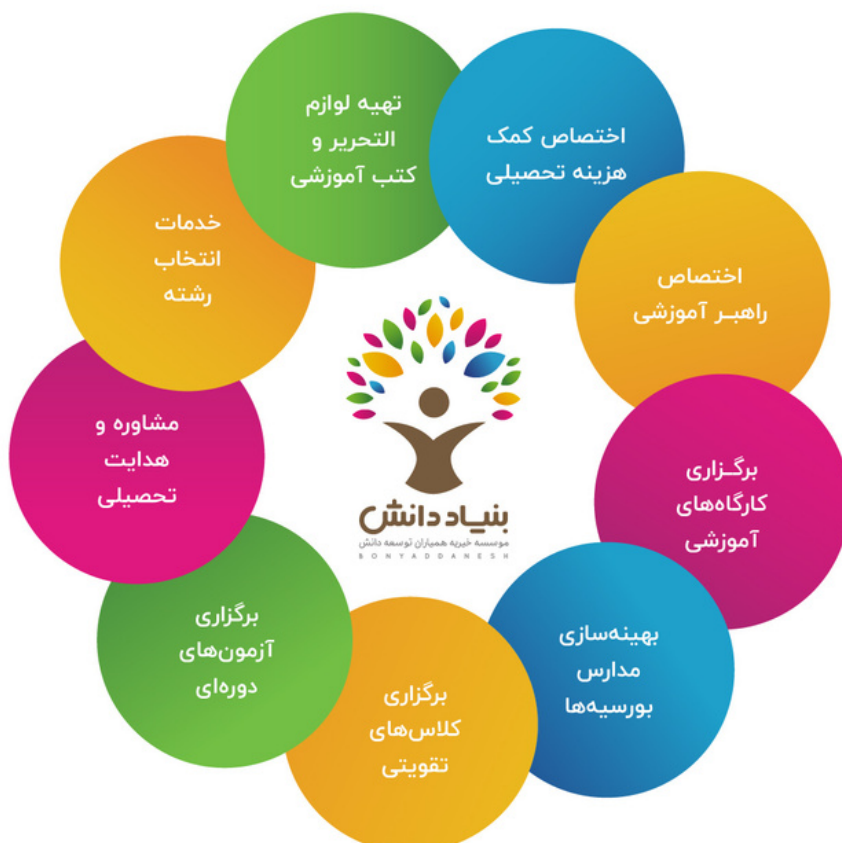 تهیه لوازم
التحریر و
کتب آموزشی
اختصاص کمک
هزینه تحصیلی
اختصاص
راهبـر آموزشی
برگـزاری
کارگاه‌های
آموزشی
بهینه‌سازی
مدارس
بورسیه‌ها
برگزاری
کلاس‌های
تقویتی
برگزاری
آزمون‌های
دوره‌ای
مشاوره و
هدایت
تحصیلی
خدمات
انتخاب
رشته
بنیاد دانش
موسسه خیریه همیاران توسعه دانش
BONYADDANESH